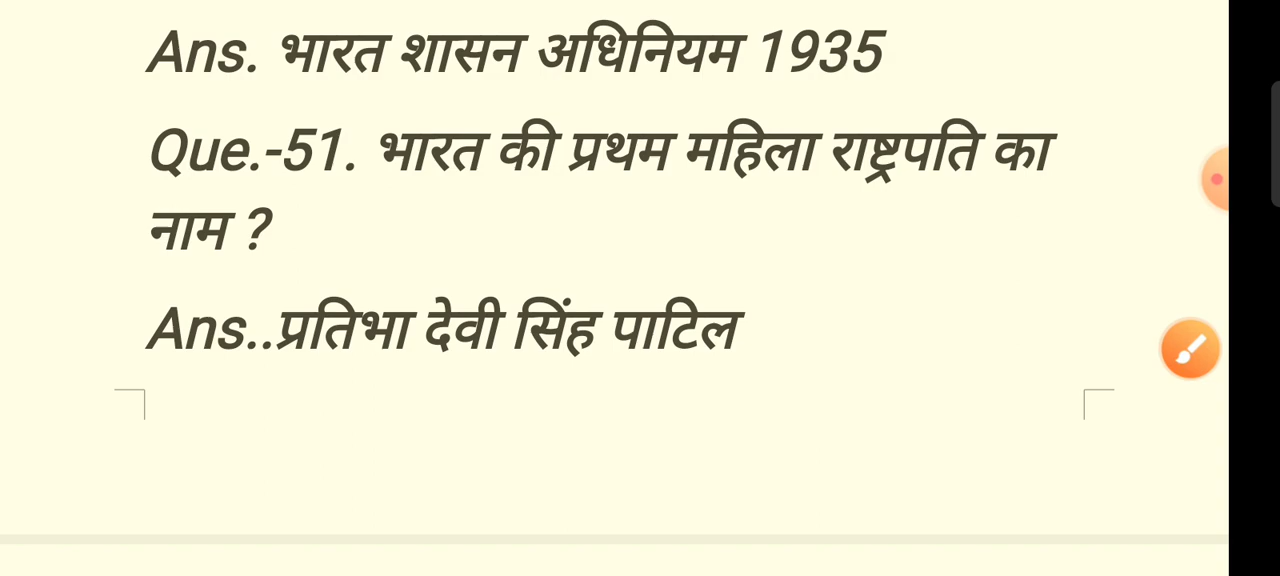 Ans. भारत शासन अधिनियम 1935
Que.-51. भारत की प्रथम महिला राष्ट्रपति का
नाम ?
Ans..प्रतिभा देवी सिंह पाटिल